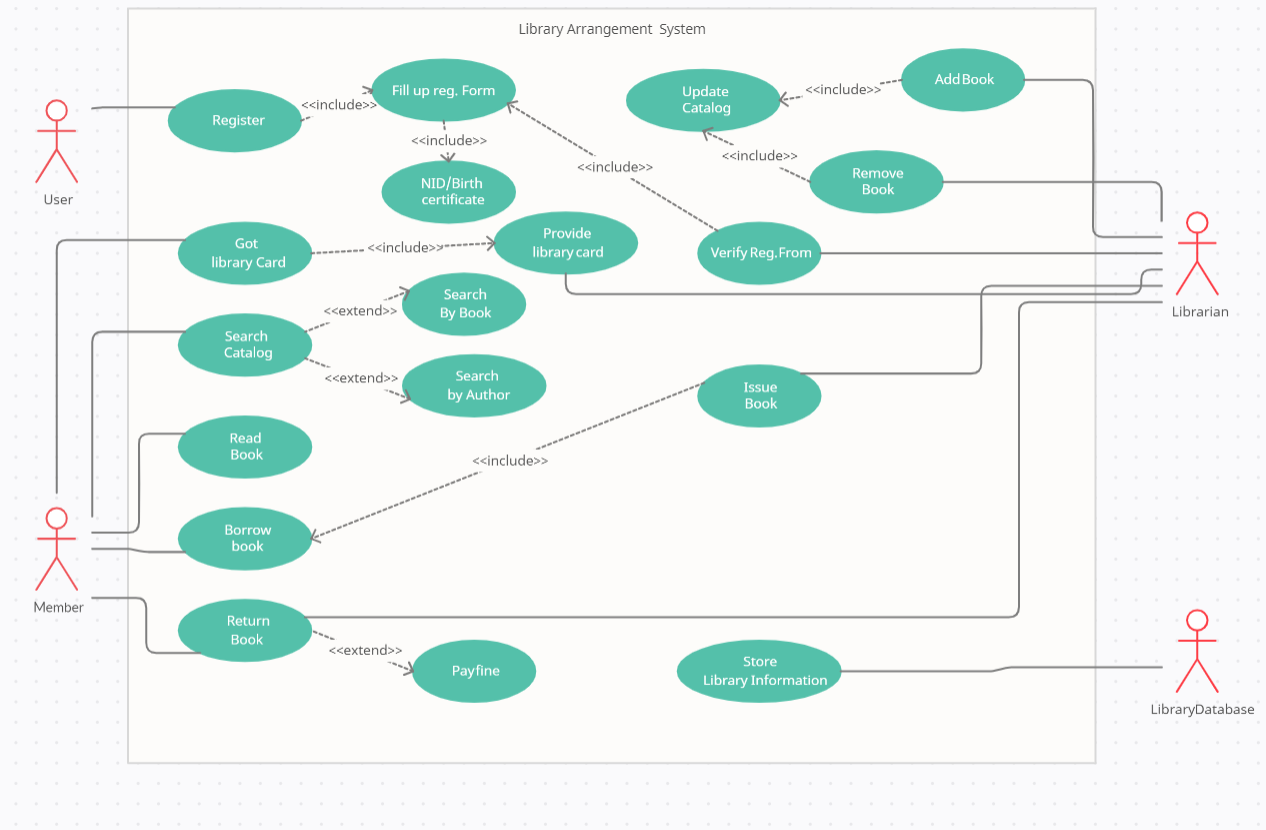 Library Arrangement System
Register
<<include>>
Fill up reg. Form
<<include>>
NID/Birth
certificate
<<include>>
Update
Catalog
<<include>>
Add Book
<<include>>
Remove
Book
User
Got
library Card
<<include>>
Provide
library card
Verify Reg.From
Librarian
Search
Catalog
<<extend>>
Search
By Book
<<extend>>
Search
by Author
Issue
Book
Read
Book
<<include>>
Borrow
book
Member
Return
Book
<<extend>>
Pay fine
Store
Library Information
LibraryDatabase